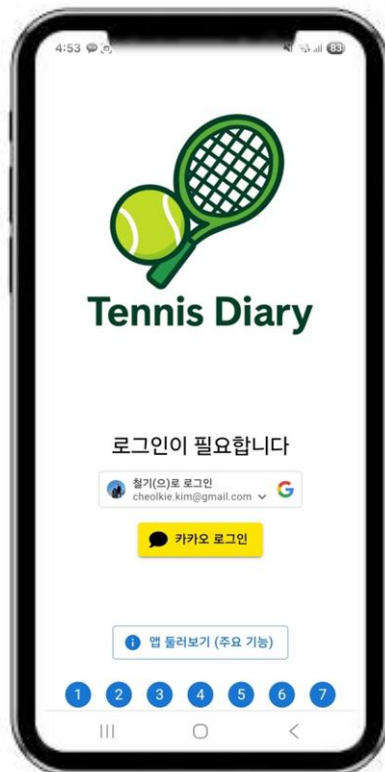 4:53
83
Tennis Diary
로그인이 필요합니다
철기(으)로 로그인
cheolkie.kim@gmail.com
G
카카오 로그인
앱 둘러보기 (주요 기능)
1 2 3 4 5 6 7